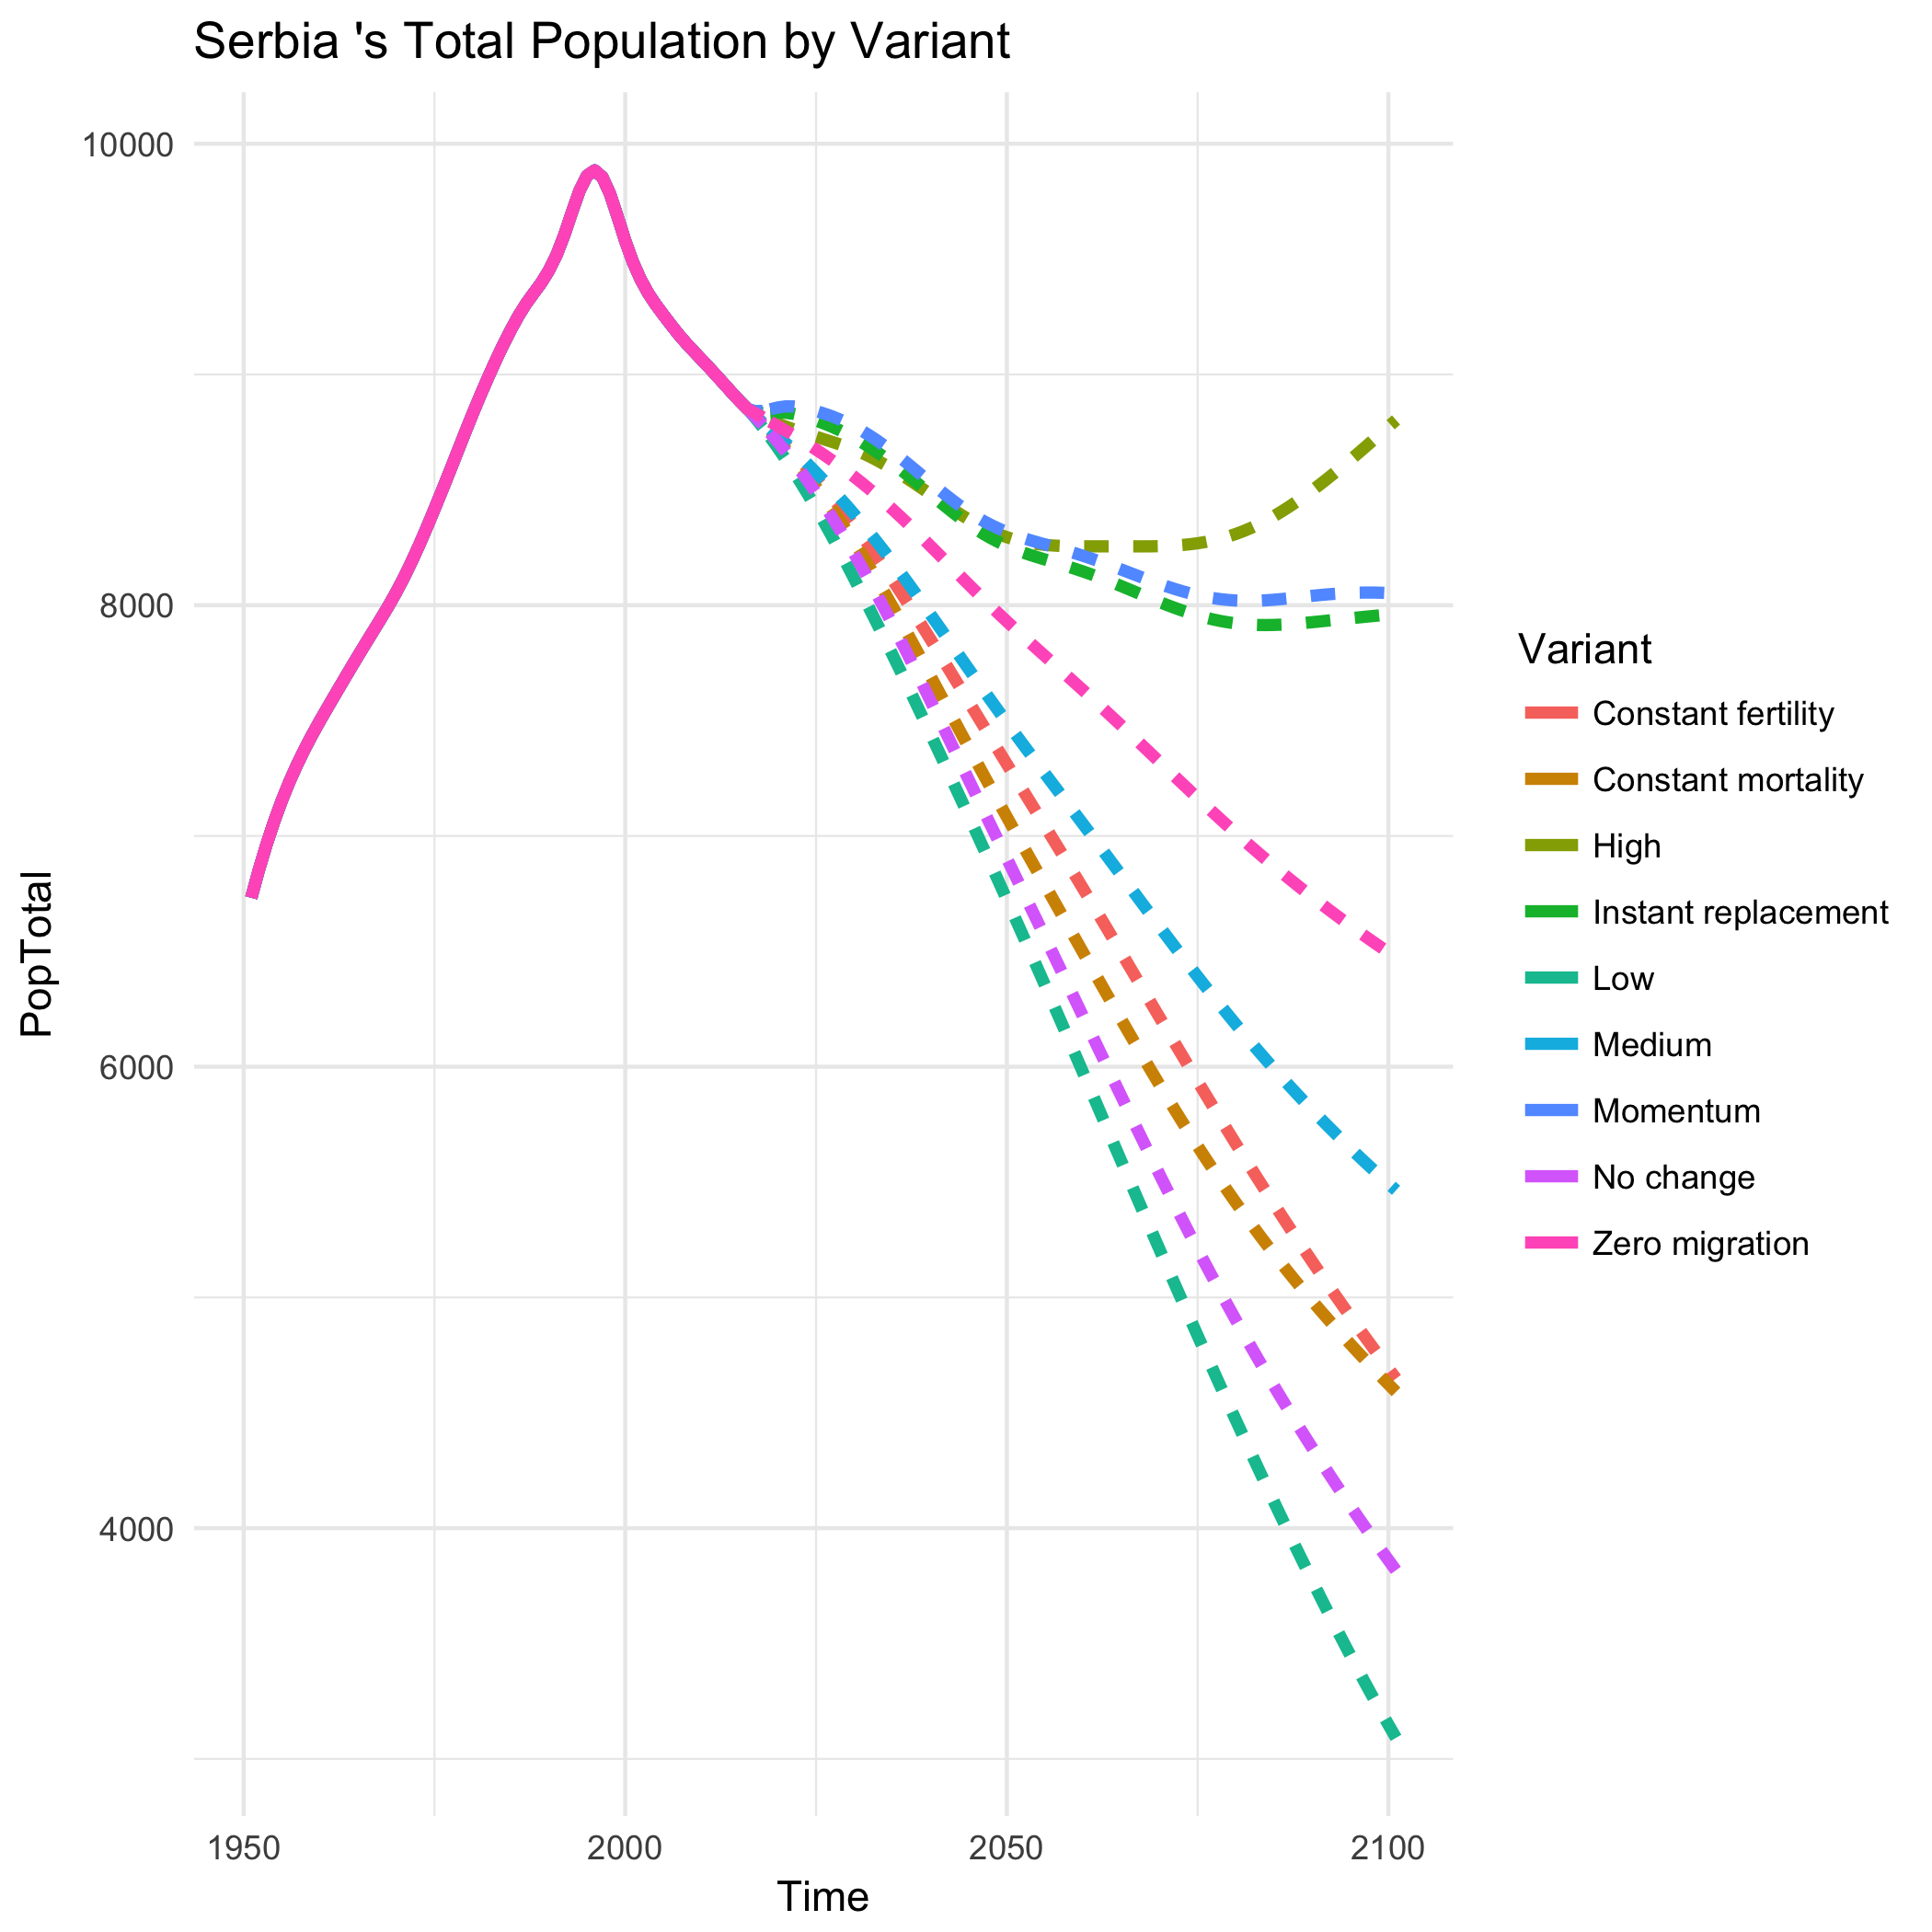 Serbia 's Total Population by Variant
10000
8000
6000
4000
PopTotal
1950
2000
2050
2100
Time
Variant
Constant fertility
Constant mortality
High
Instant replacement
Low
Medium
Momentum
No change
Zero migration